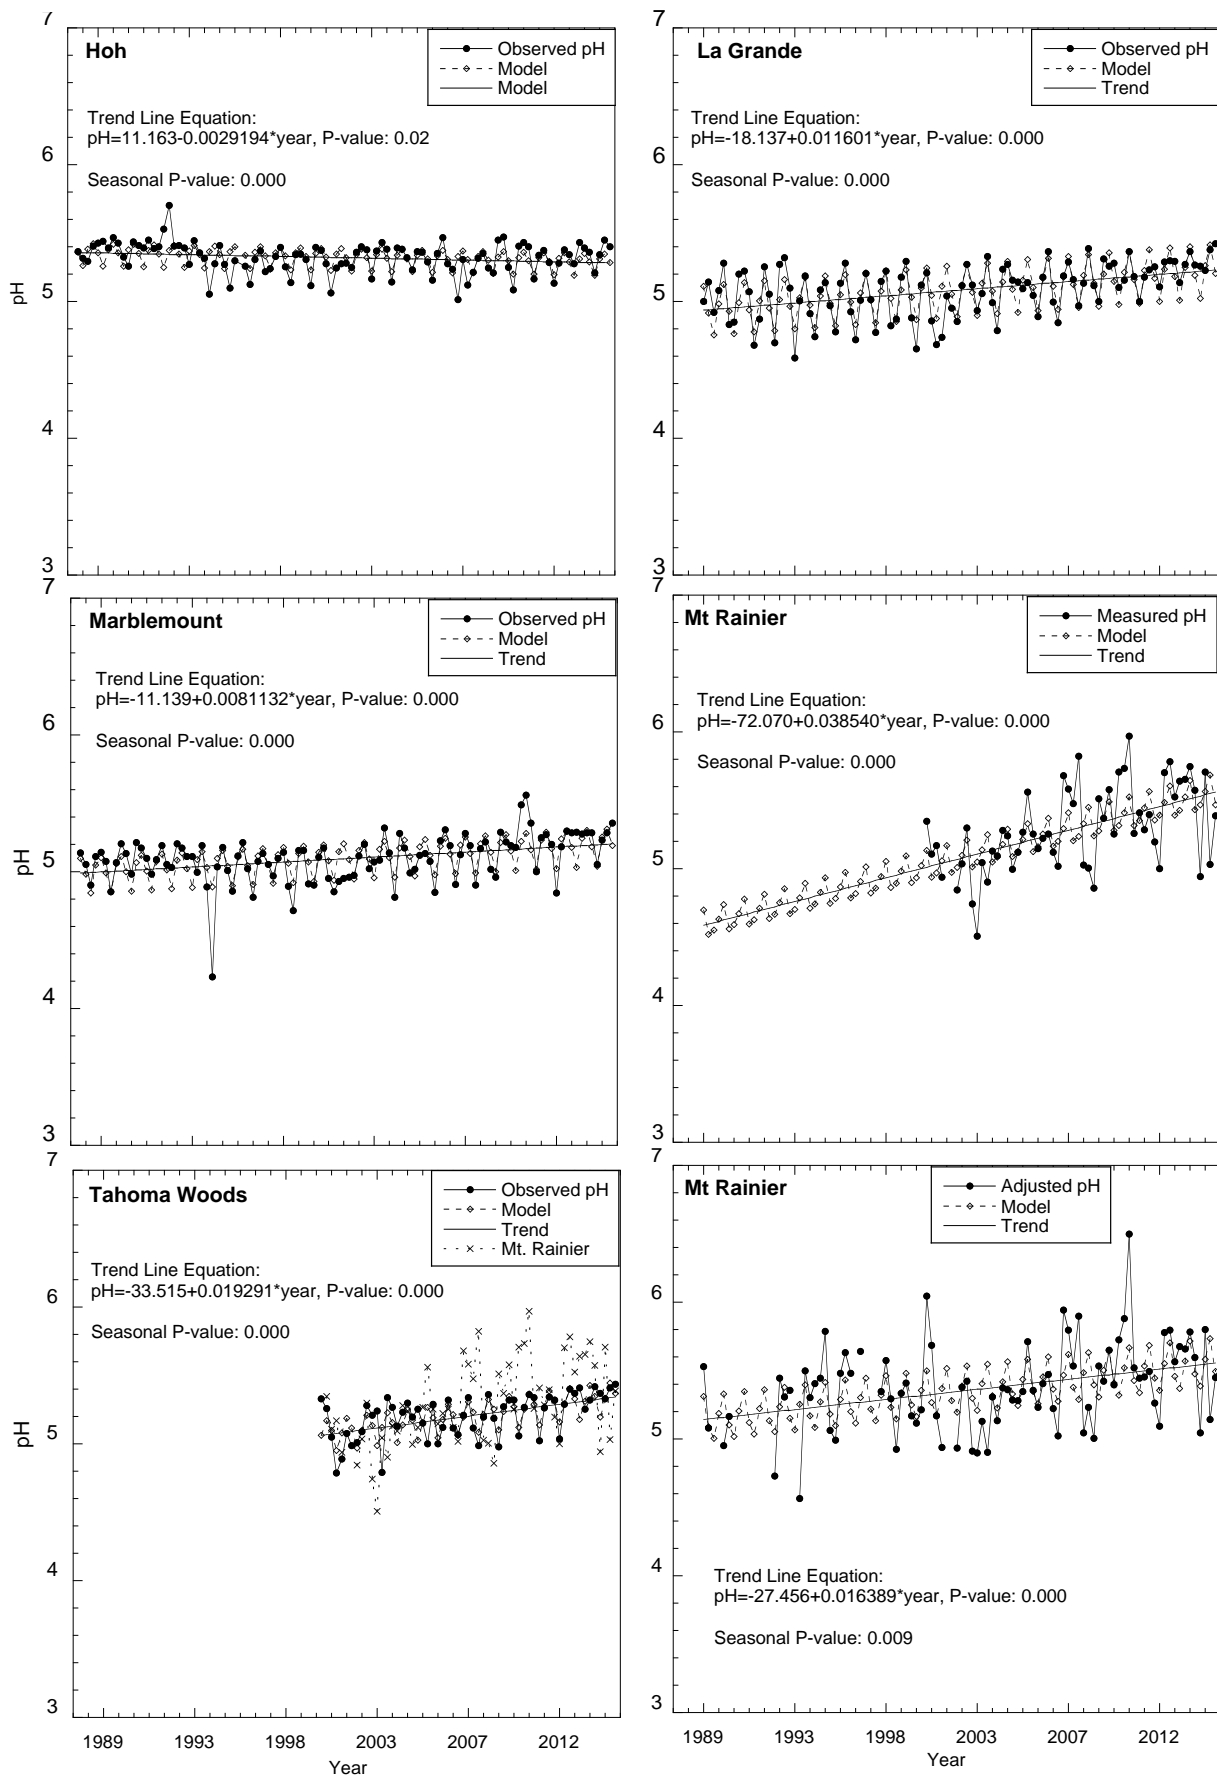 7
6
5
4
3
pH
Hoh
Observed pH
Model
Model
Trend Line Equation:
pH=11.163-0.0029194*year, P-value: 0.02
Seasonal P-value: 0.000
7
6
5
4
3
La Grande
Observed pH
Model
Trend
Trend Line Equation:
pH=-18.137+0.011601*year, P-value: 0.000
Seasonal P-value: 0.000
7
6
5
4
3
pH
Marblemount
Observed pH
Model
Trend
Trend Line Equation:
pH=-11.139+0.0081132*year, P-value: 0.000
Seasonal P-value: 0.000
7
6
5
4
3
Mt Rainier
Measured pH
Model
Trend
Trend Line Equation:
pH=-72.070+0.038540*year, P-value: 0.000
Seasonal P-value: 0.000
7
6
5
4
3
pH
Tahoma Woods
Observed pH
Model
Trend
Mt. Rainier
Trend Line Equation:
pH=-33.515+0.019291*year, P-value: 0.000
Seasonal P-value: 0.000
1989 1993 1998 2003 2007 2012
Year
7
6
5
4
3
Mt Rainier
Adjusted pH
Model
Trend
Trend Line Equation:
pH=-27.456+0.016389*year, P-value: 0.000
Seasonal P-value: 0.009
1989 1993 1998 2003 2007 2012
Year